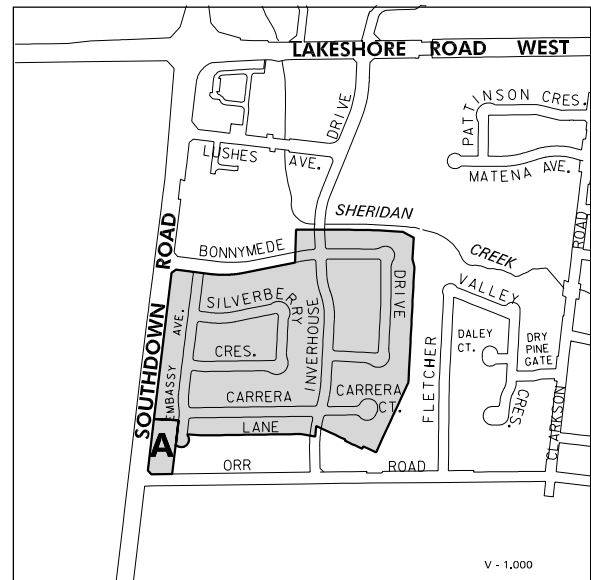 LAKESHORE ROAD WEST
PATTINSON CRES.
DRIVE
LUSHES AVE.
MATENA AVE.
SHERIDAN CREEK
ROAD
SOUTHDOWN ROAD
BONNYMEDE DRIVE
VALLEY
SILVERBERRY
CRES.
EMBASSY AVE.
INVERHOUSE
FLETCHER
DALEY
CT.
DRY
PINE
GATE
CARRERA
CARRERA
CT.
CRES.
CLARKSON
LANE
A
ORR ROAD
V - 1.000